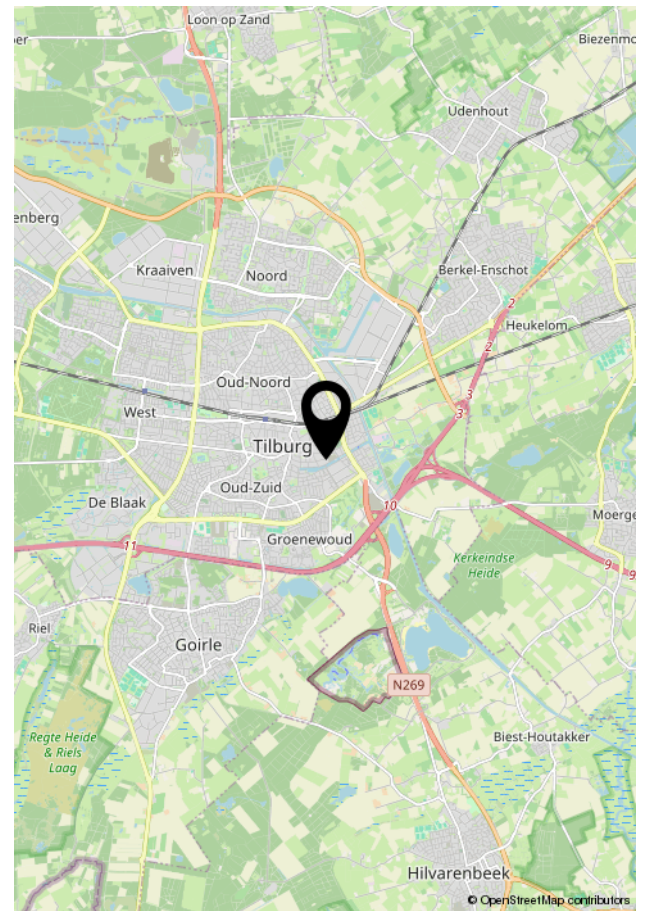 Loon op Zand
Biezenmo
Udenhout
enberg
Kraaiven
Noord
Berkel-Enschot
2
Heukelom
2
Oud-Noord
3
West
3
Tilburg
Oud-Zuid
De Blaak
10
Moerge
Groenewoud
11
Kerkeindse
Heide
9
9
Riel
Goirle
N269
Regte Heide
& Riels
Laag
Biest-Houtakker
Hilvarenbeek
© OpenStreetMap contributors